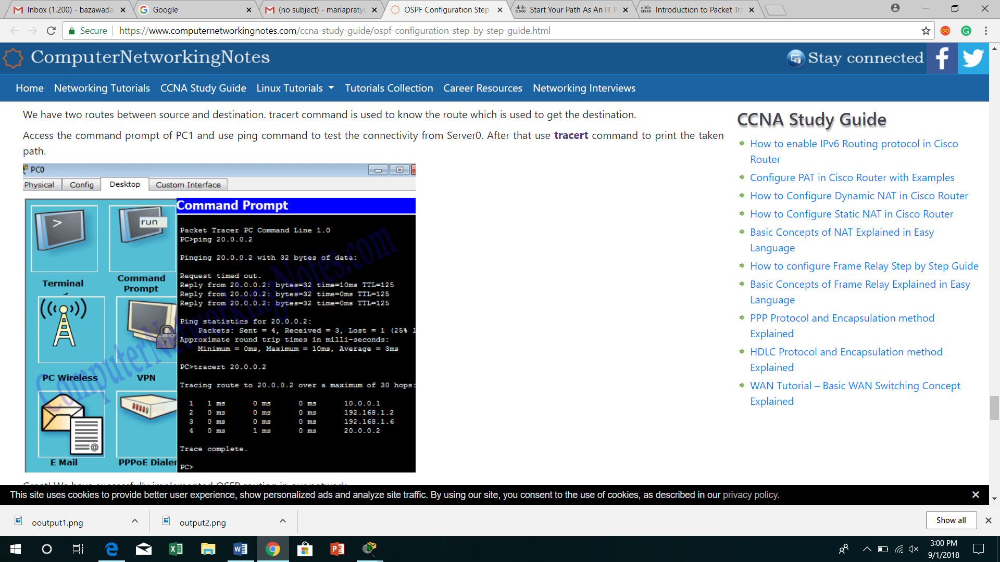 Inbox (1,200) - bazawada
Google
(no subject) - mariapratyu
OSPF Configuration Step
Start Your Path As An IT P
Introduction to Packet Tra
Secure
https://www.computernetworkingnotes.com/ccna-study-guide/ospf-configuration-step-by-step-guide.html
ComputerNetworkingNotes
Stay connected
Home
Networking Tutorials
CCNA Study Guide
Linux Tutorials
Tutorials Collection
Career Resources
Networking Interviews
We have two routes between source and destination. tracert command is used to know the route which is used to get the destination.
Access the command prompt of PC1 and use ping command to test the connectivity from Server0. After that use tracert command to print the taken
path.
PC0
Physical
Config
Desktop
Custom Interface
Command Prompt
run
Terminal
Command
Prompt
PC Wireless
VPN
E Mail
PPPoE Dialer
Packet Tracer PC Command Line 1.0
PC>ping 20.0.0.2
Pinging 20.0.0.2 with 32 bytes of data:
Request timed out.
Reply from 20.0.0.2: bytes=32 time=10ms TTL=125
Reply from 20.0.0.2: bytes=32 time=0ms TTL=125
Reply from 20.0.0.2: bytes=32 time=0ms TTL=125
Ping statistics for 20.0.0.2:
Packets: Sent = 4, Received = 3, Lost = 1 (25% l
Approximate round trip times in milli-seconds:
Minimum = 0ms, Maximum = 10ms, Average = 3ms
PC>tracert 20.0.0.2
Tracing route to 20.0.0.2 over a maximum of 30 hops:
1 1 ms 0 ms 0 ms 10.0.0.1
2 0 ms 0 ms 0 ms 192.168.1.2
3 0 ms 0 ms 0 ms 192.168.1.6
4 0 ms 1 ms 0 ms 20.0.0.2
Trace complete.
PC>
ComputerNetworkingNotes.com
Great! We have successfully implemented OSFP routing in our network.
CCNA Study Guide
How to enable IPv6 Routing protocol in Cisco
Router
Configure PAT in Cisco Router with Examples
How to Configure Dynamic NAT in Cisco Router
How to Configure Static NAT in Cisco Router
Basic Concepts of NAT Explained in Easy
Language
How to configure Frame Relay Step by Step Guide
Basic Concepts of Frame Relay Explained in Easy
Language
PPP Protocol and Encapsulation method
Explained
HDLC Protocol and Encapsulation method
Explained
WAN Tutorial – Basic WAN Switching Concept
Explained
This site uses cookies to provide better user experience, show personalized ads and analyze site traffic. By using our site, you consent to the use of cookies, as described in our privacy policy.
ooutput1.png
output2.png
Show all
3:00 PM
9/1/2018